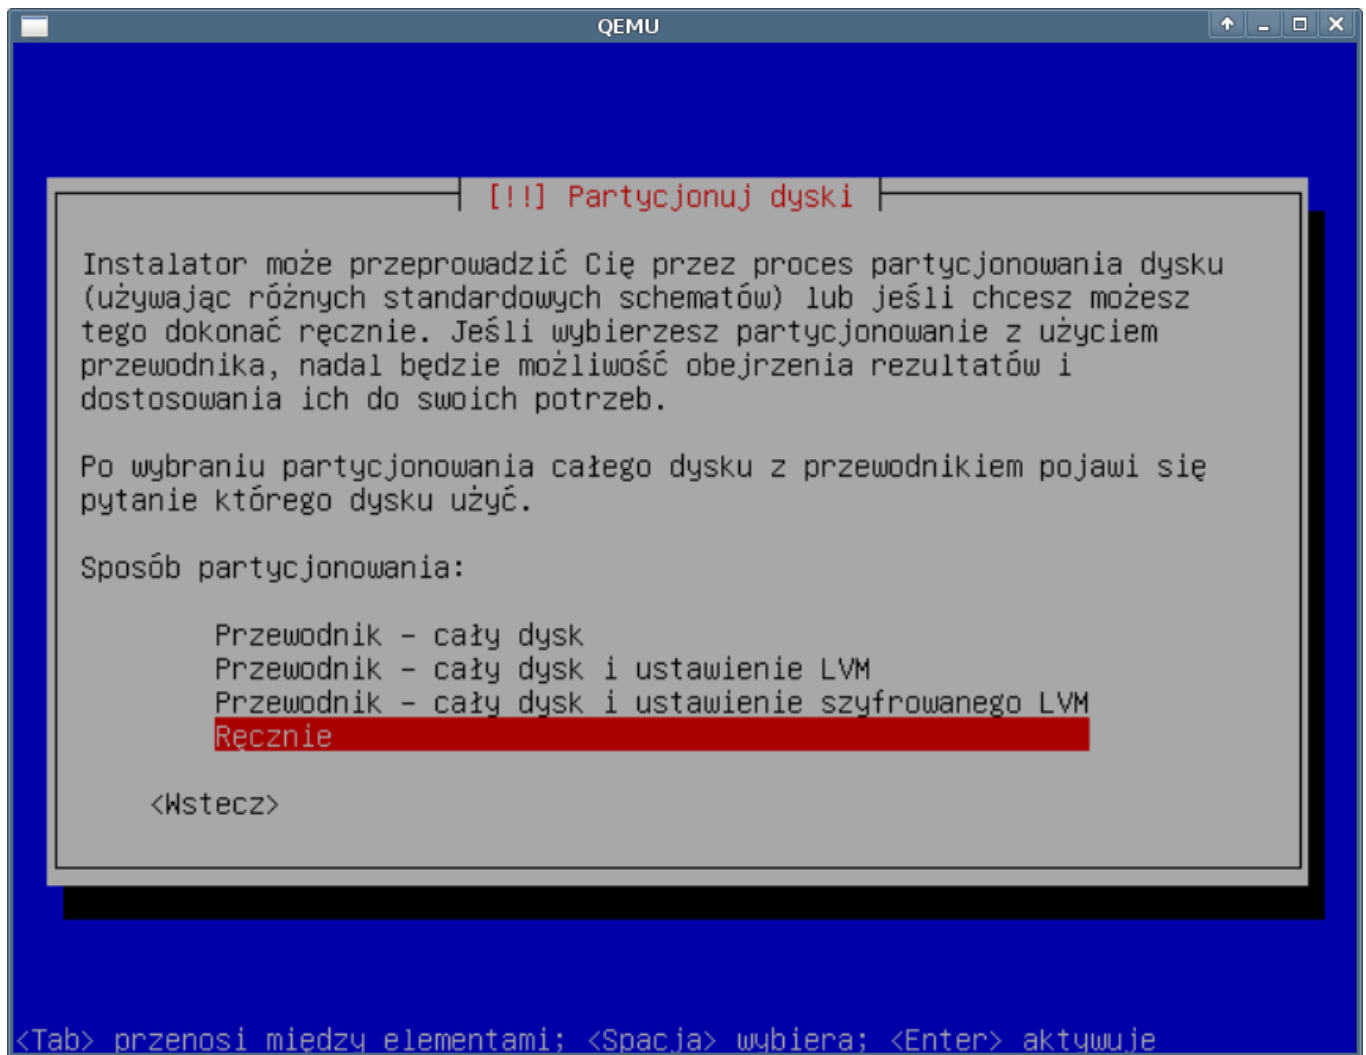 QEMU
[!!] Partycjonuj dyski
Instalator może przeprowadzić Cię przez proces partycjonowania dysku
(używając różnych standardowych schematów) lub jeśli chcesz możesz
tego dokonać ręcznie. Jeśli wybierzesz partycjonowanie z użyciem
przewodnika, nadal będzie możliwość obejrzenia rezultatów i
dostosowania ich do swoich potrzeb.
Po wybraniu partycjonowania całego dysku z przewodnikiem pojawi się
pytanie którego dysku użyć.
Sposób partycjonowania:
Przewodnik – cały dysk
Przewodnik – cały dysk i ustawienie LVM
Przewodnik – cały dysk i ustawienie szyfrowanego LVM
Ręcznie
<Wstecz>
<Tab> przenosi między elementami; <Spacja> wybiera; <Enter> aktywuje